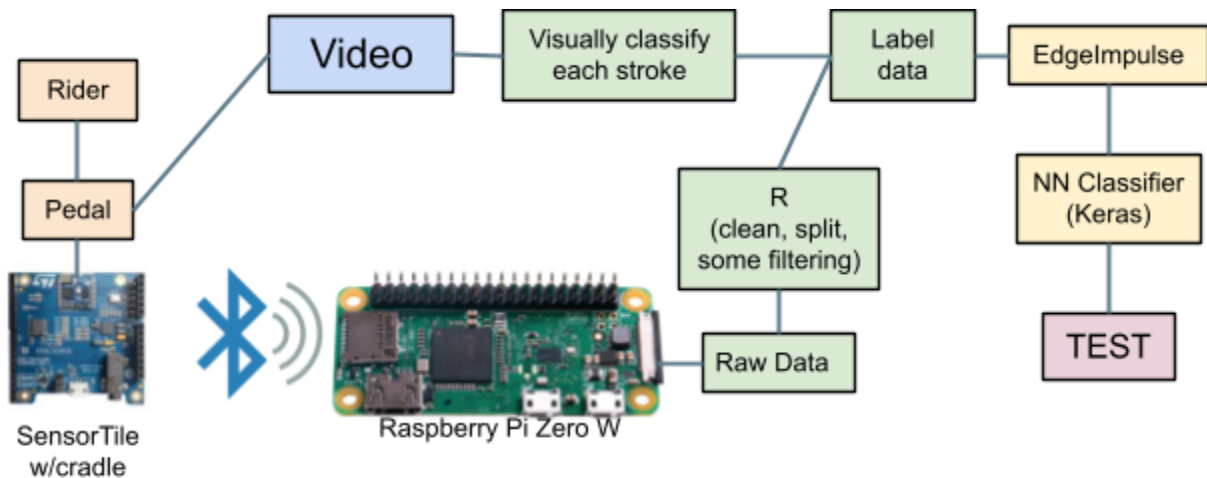 Video
Visually classify
each stroke
Label
data
EdgeImpulse
Rider
Pedal
R
(clean, split,
some filtering)
NN Classifier
(Keras)
Raw Data
TEST
Raspberry Pi Zero W
SensorTile
w/cradle